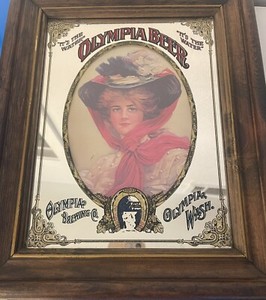 "IT'S THE WATER"
OLYMPIA BEER
"IT'S THE WATER"
OLYMPIA BREWING CO.
OLYMPIA, WASH.